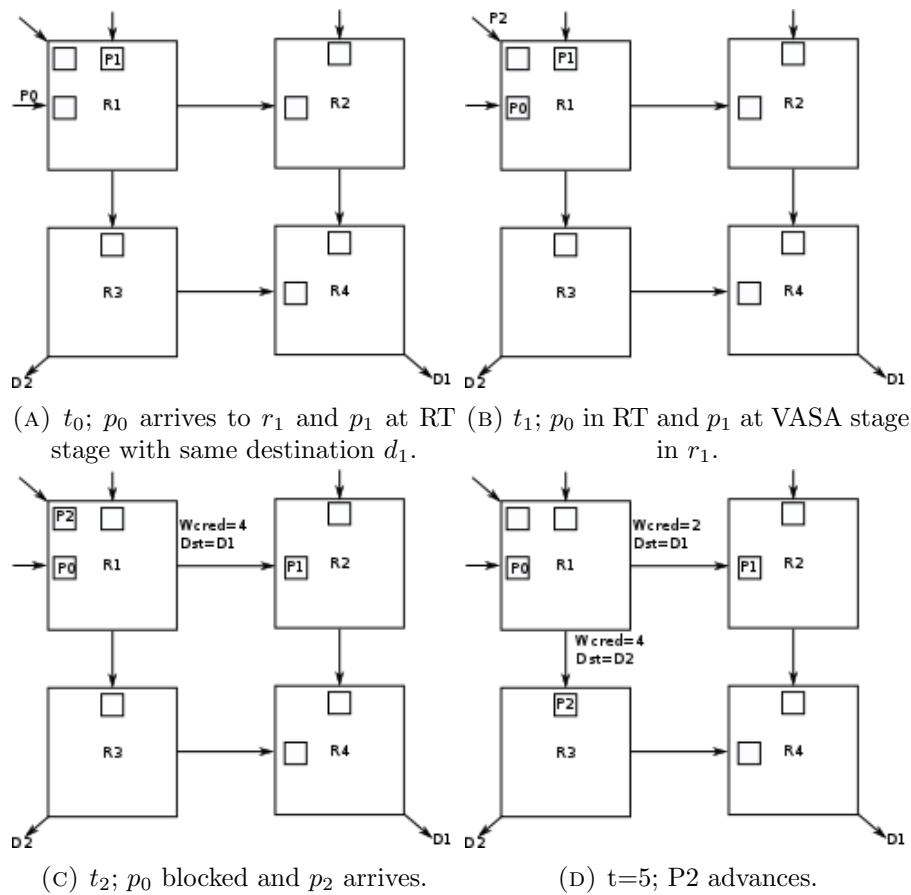 P2
P1
P1
P0
R1
R2
P0
R1
R2
R3
R4
R3
R4
D2
D1
D2
D1
(A) t0; p0 arrives to r1 and p1 at RT
stage with same destination d1.
(B) t1; p0 in RT and p1 at VASA stage
in r1.
P2
Wcred=4
Dst=D1
P0
R1
P1
R2
Wcred=2
Dst=D1
P0
R1
P1
R2
Wcred=4
Dst=D2
R3
R4
P2
R3
R4
D2
D1
D2
D1
(C) t2; p0 blocked and p2 arrives.
(D) t=5; P2 advances.